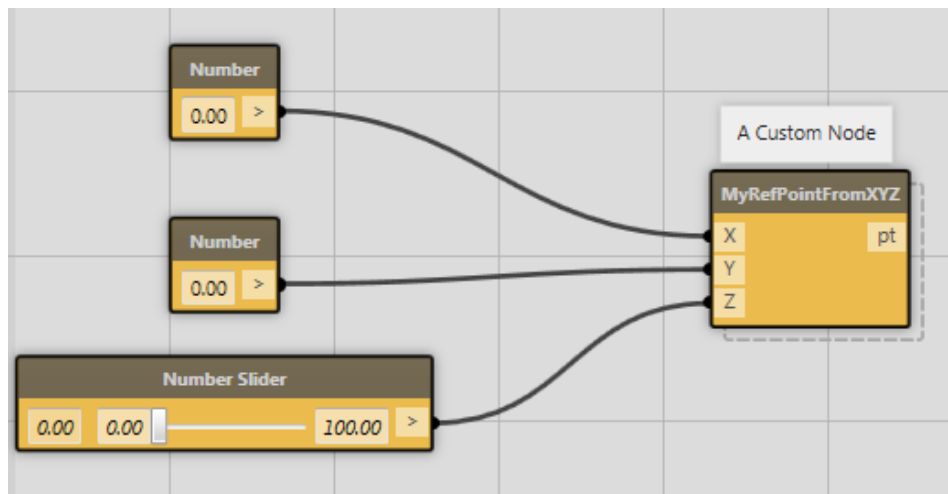 Number
0.00 >
A Custom Node
MyRefPointFromXYZ
X pt
Y
Z
Number
0.00 >
Number Slider
0.00 0.00 100.00 >